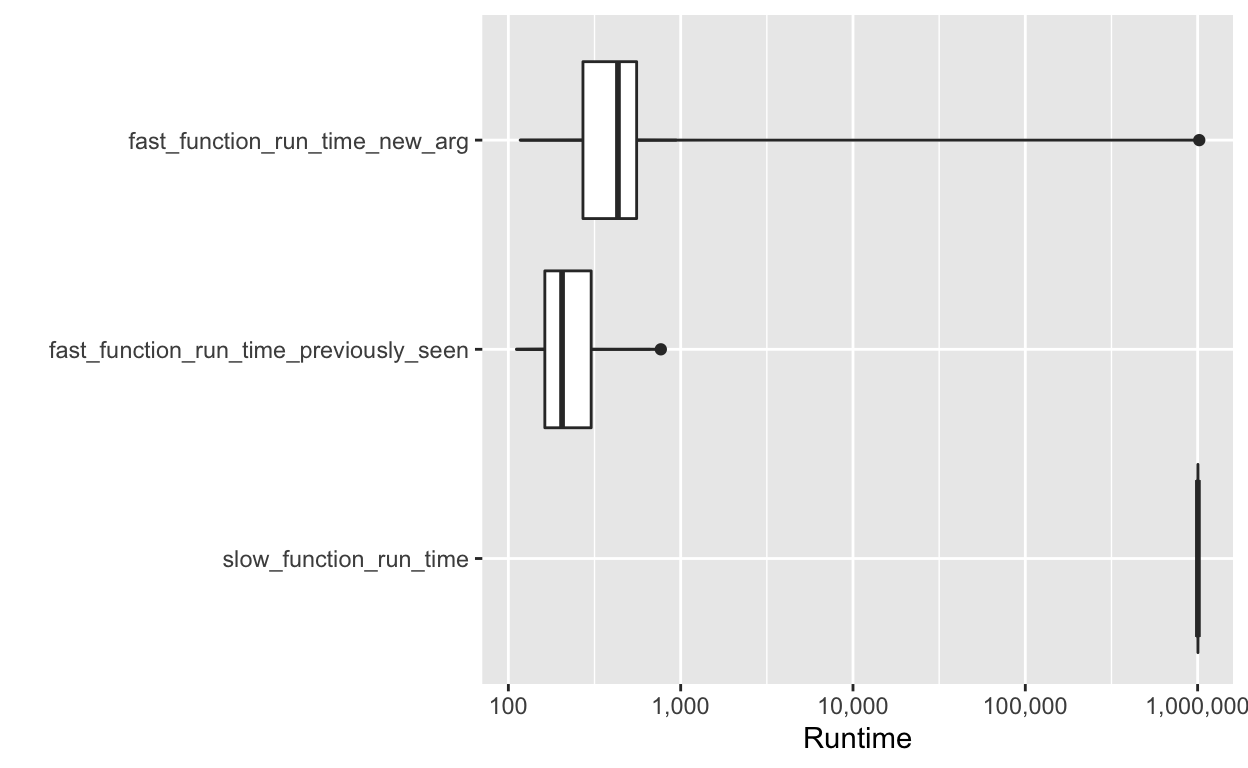 fast_function_run_time_new_arg
fast_function_run_time_previously_seen
slow_function_run_time
100 1,000 10,000 100,000 1,000,000
Runtime